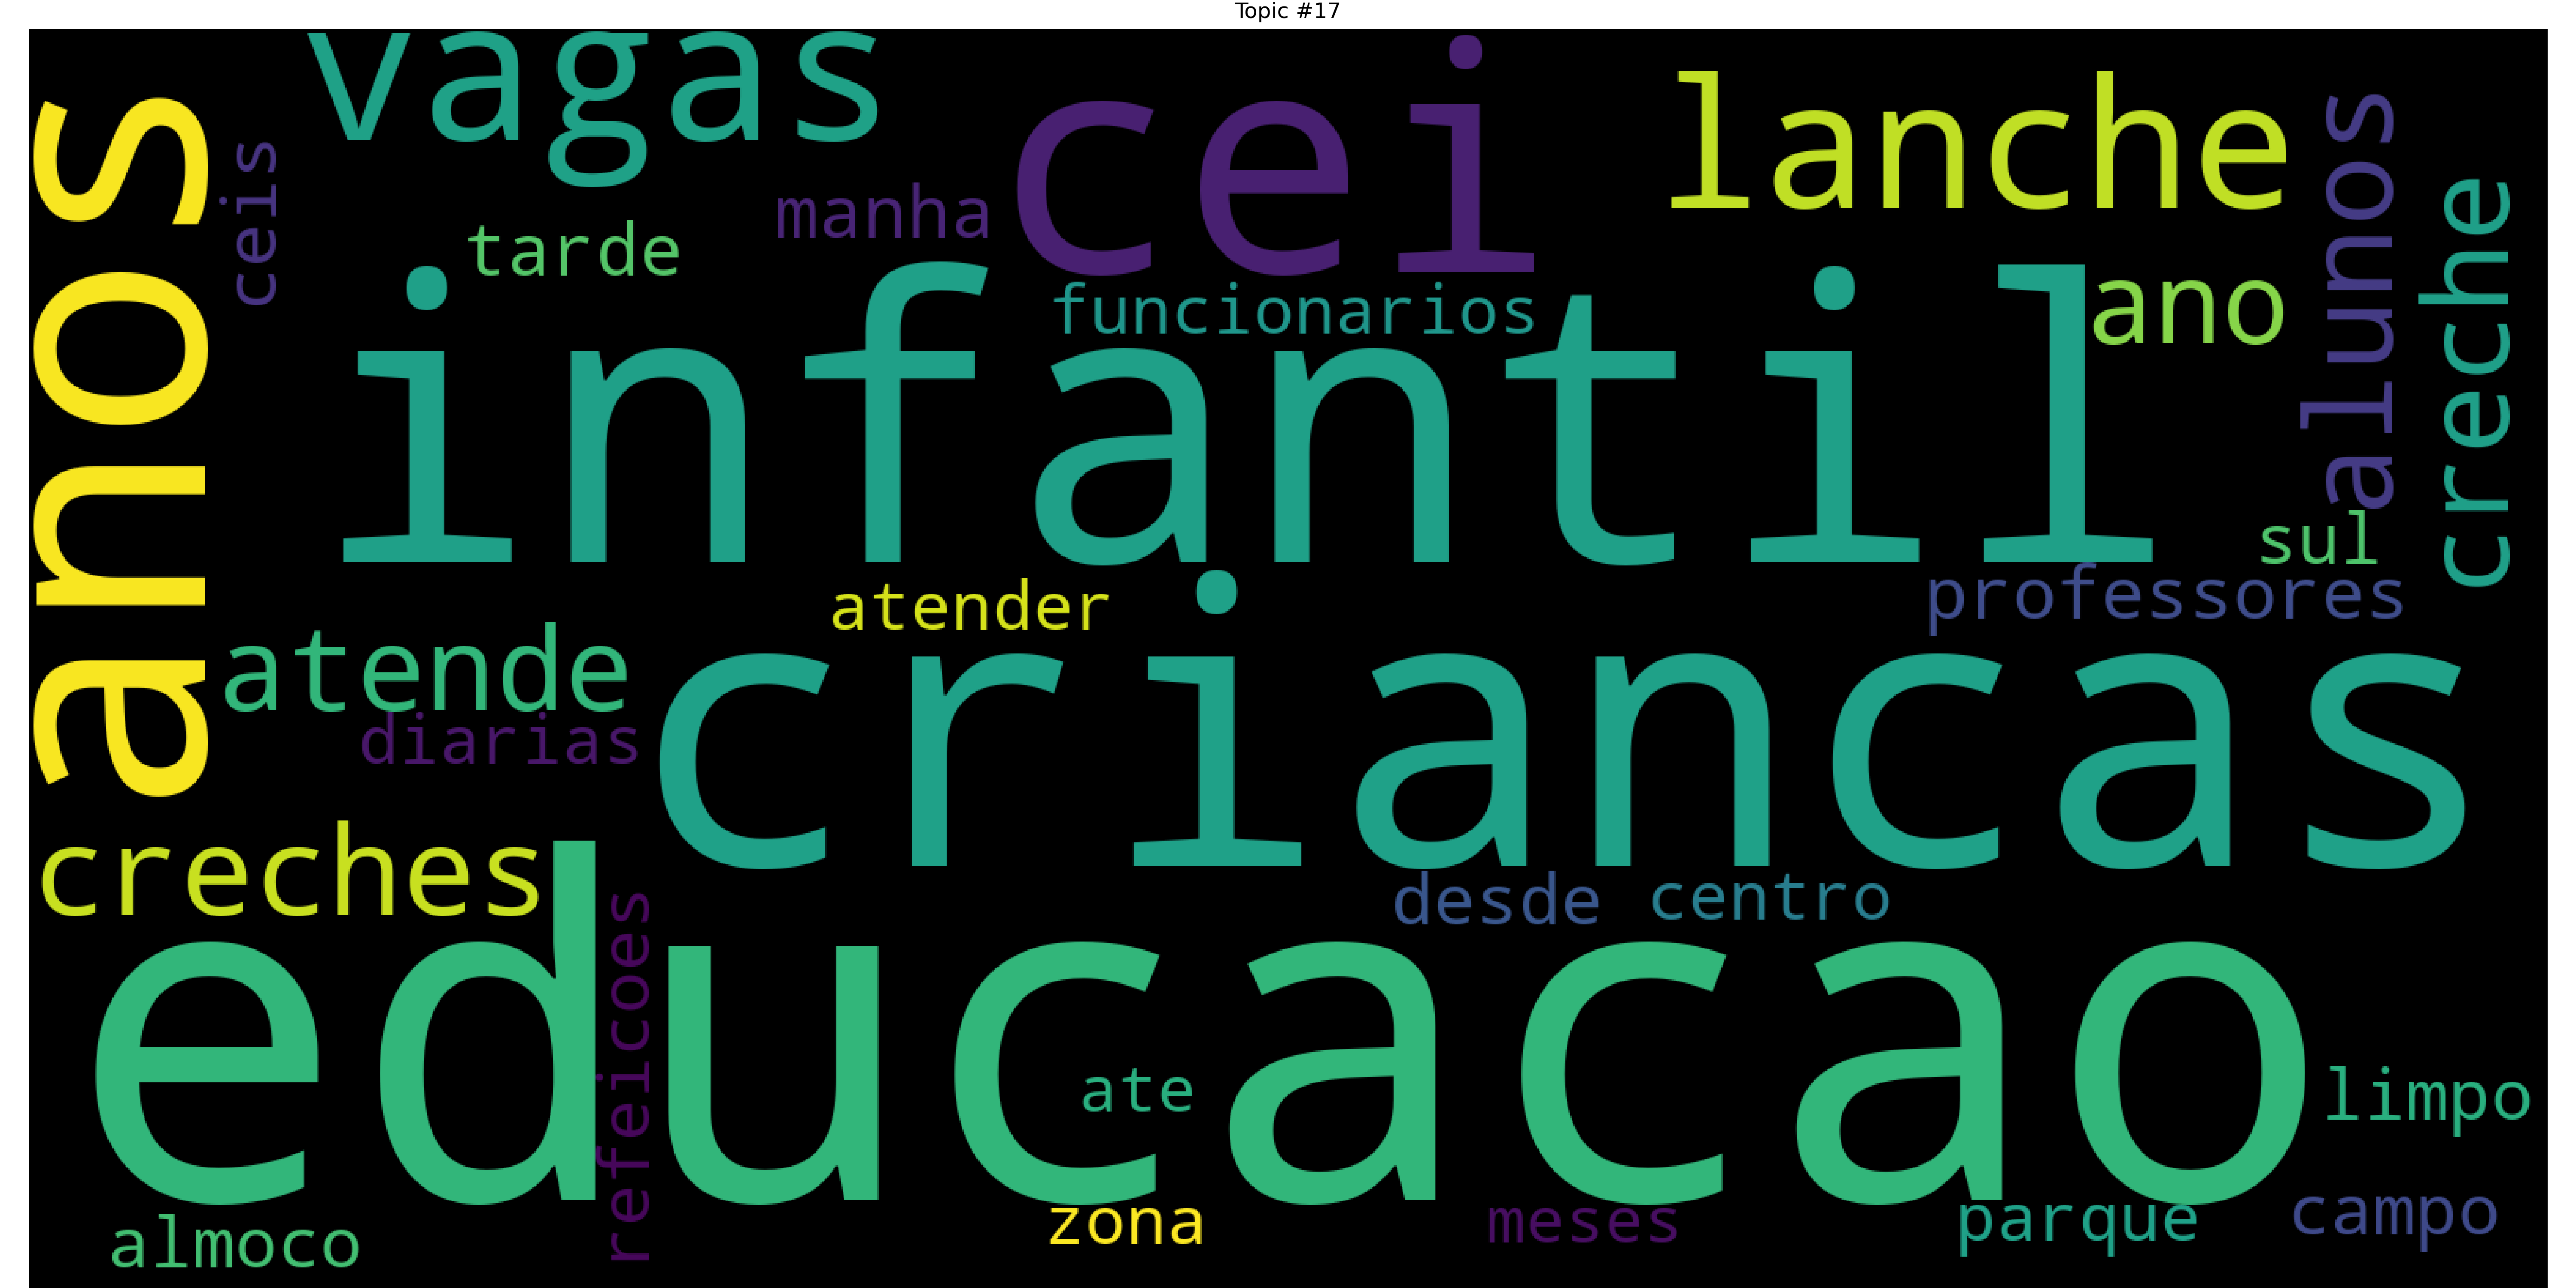 Topic #17
vagas
cei
lanche
anos
ceis
manha
tarde
alunos
creche
funcionarios
ano
infantil
sul
atender
professores
atende
diarias
criancas
creches
desde
centro
educacao
refeicoes
ate
limpo
almoco
zona
meses
parque
campo